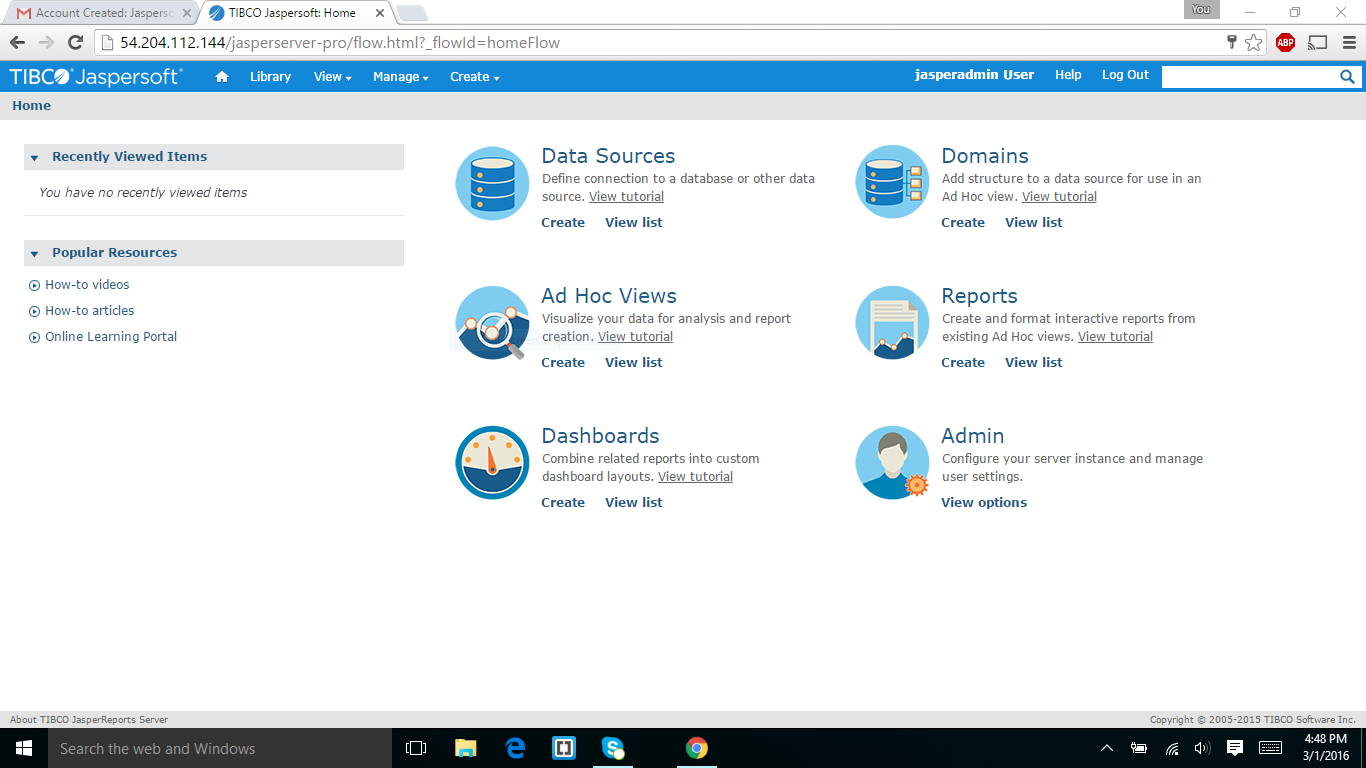 Account Created: Jaspersc
TIBCO Jaspersoft: Home
You
54.204.112.144/jasperserver-pro/flow.html?_flowId=homeFlow
ABP
TIBCO Jaspersoft®
Library
View
Manage
Create
jasperadmin User
Help
Log Out
Home
Recently Viewed Items
You have no recently viewed items
Popular Resources
How-to videos
How-to articles
Online Learning Portal
Data Sources
Define connection to a database or other data
source. View tutorial
Create View list
Domains
Add structure to a data source for use in an
Ad Hoc view. View tutorial
Create View list
Ad Hoc Views
Visualize your data for analysis and report
creation. View tutorial
Create View list
Reports
Create and format interactive reports from
existing Ad Hoc views. View tutorial
Create View list
Dashboards
Combine related reports into custom
dashboard layouts. View tutorial
Create View list
Admin
Configure your server instance and manage
user settings.
View options
About TIBCO JasperReports Server
Copyright © 2005-2015 TIBCO Software Inc.
Search the web and Windows
4:48 PM
3/1/2016